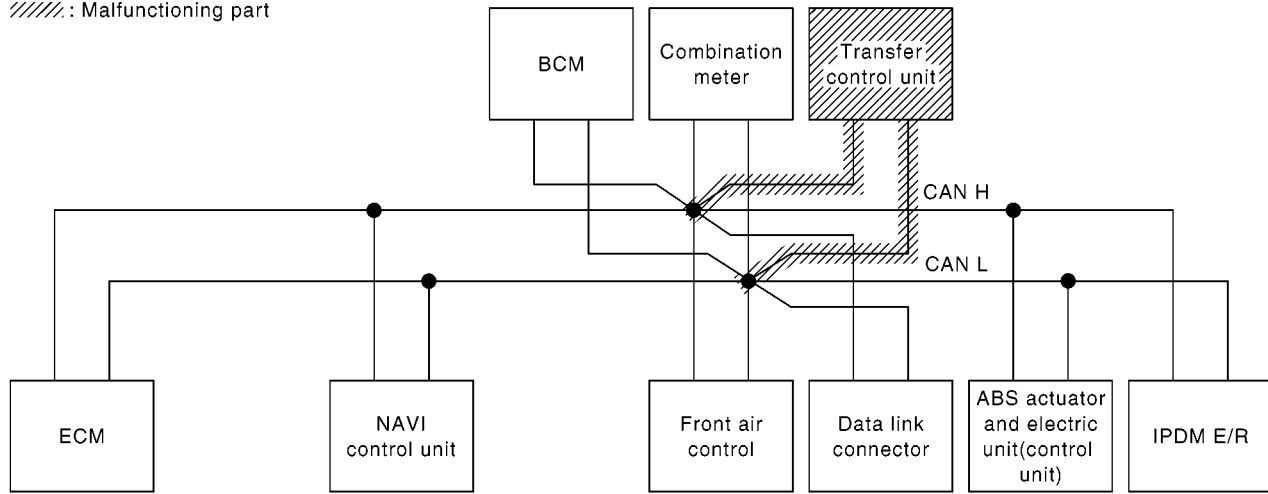 : Malfunctioning part
BCM
Combination
meter
Transfer
control unit
CAN H
CAN L
ECM
NAVI
control unit
Front air
control
Data link
connector
ABS actuator
and electric
unit(control
unit)
IPDM E/R